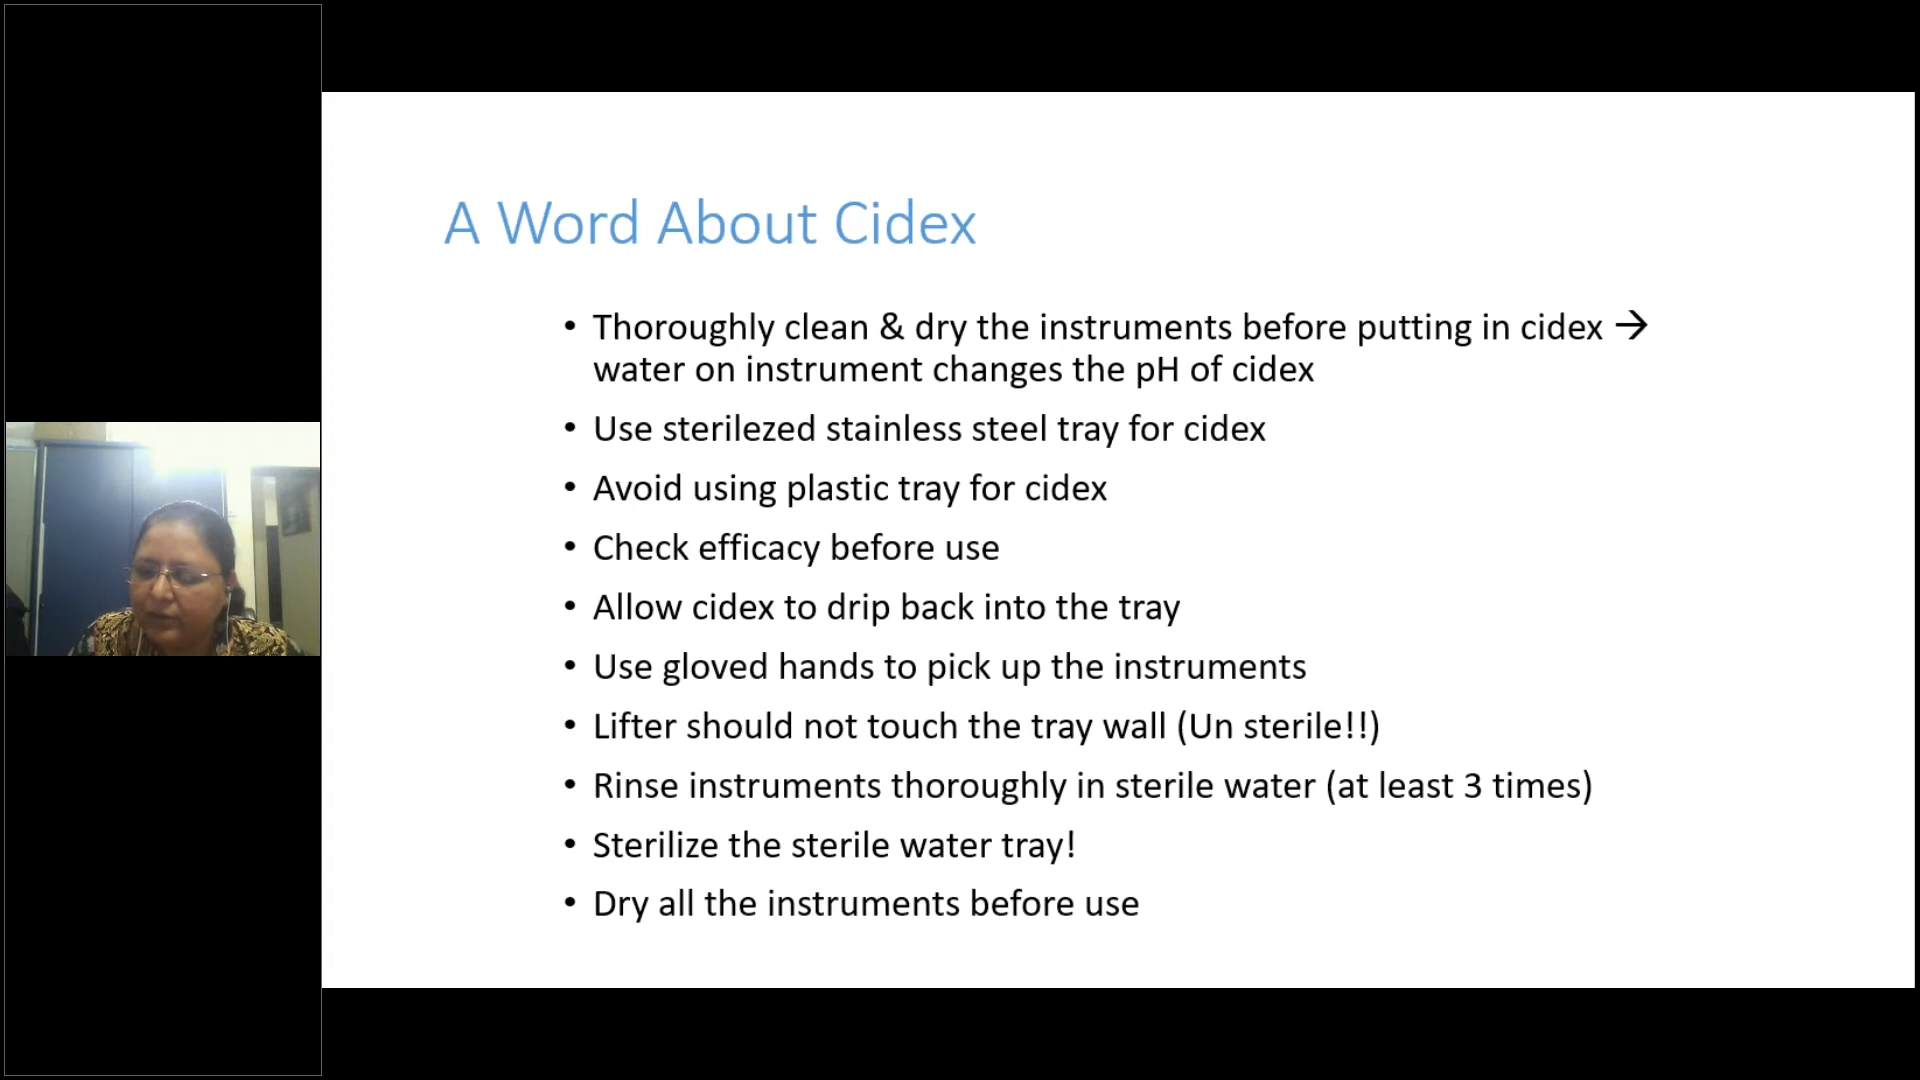 A Word About Cidex
• Thoroughly clean & dry the instruments before putting in cidex →
water on instrument changes the pH of cidex
• Use sterilezed stainless steel tray for cidex
• Avoid using plastic tray for cidex
• Check efficacy before use
• Allow cidex to drip back into the tray
• Use gloved hands to pick up the instruments
• Lifter should not touch the tray wall (Un sterile!!)
• Rinse instruments thoroughly in sterile water (at least 3 times)
• Sterilize the sterile water tray!
• Dry all the instruments before use